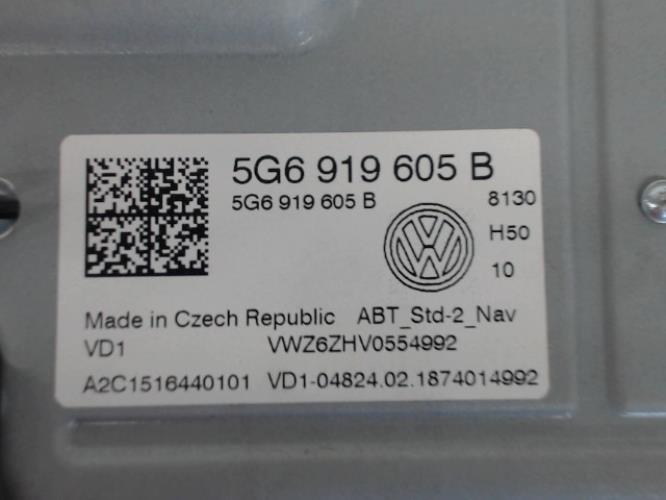 5G6 919 605 B
5G6 919 605 B
8130
H50
10
Made in Czech Republic ABT_Std-2_Nav
VD1 VWZ6ZHV0554992
A2C1516440101 VD1-04824.02.1874014992